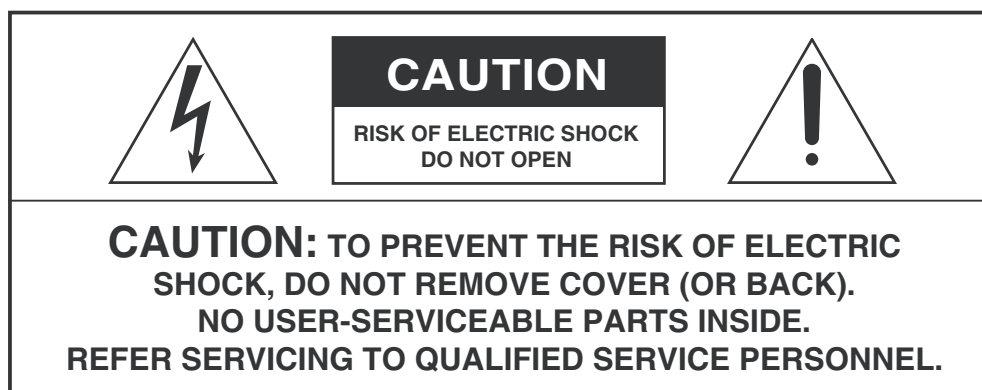 CAUTION
RISK OF ELECTRIC SHOCK
DO NOT OPEN
CAUTION: TO PREVENT THE RISK OF ELECTRIC
SHOCK, DO NOT REMOVE COVER (OR BACK).
NO USER-SERVICEABLE PARTS INSIDE.
REFER SERVICING TO QUALIFIED SERVICE PERSONNEL.